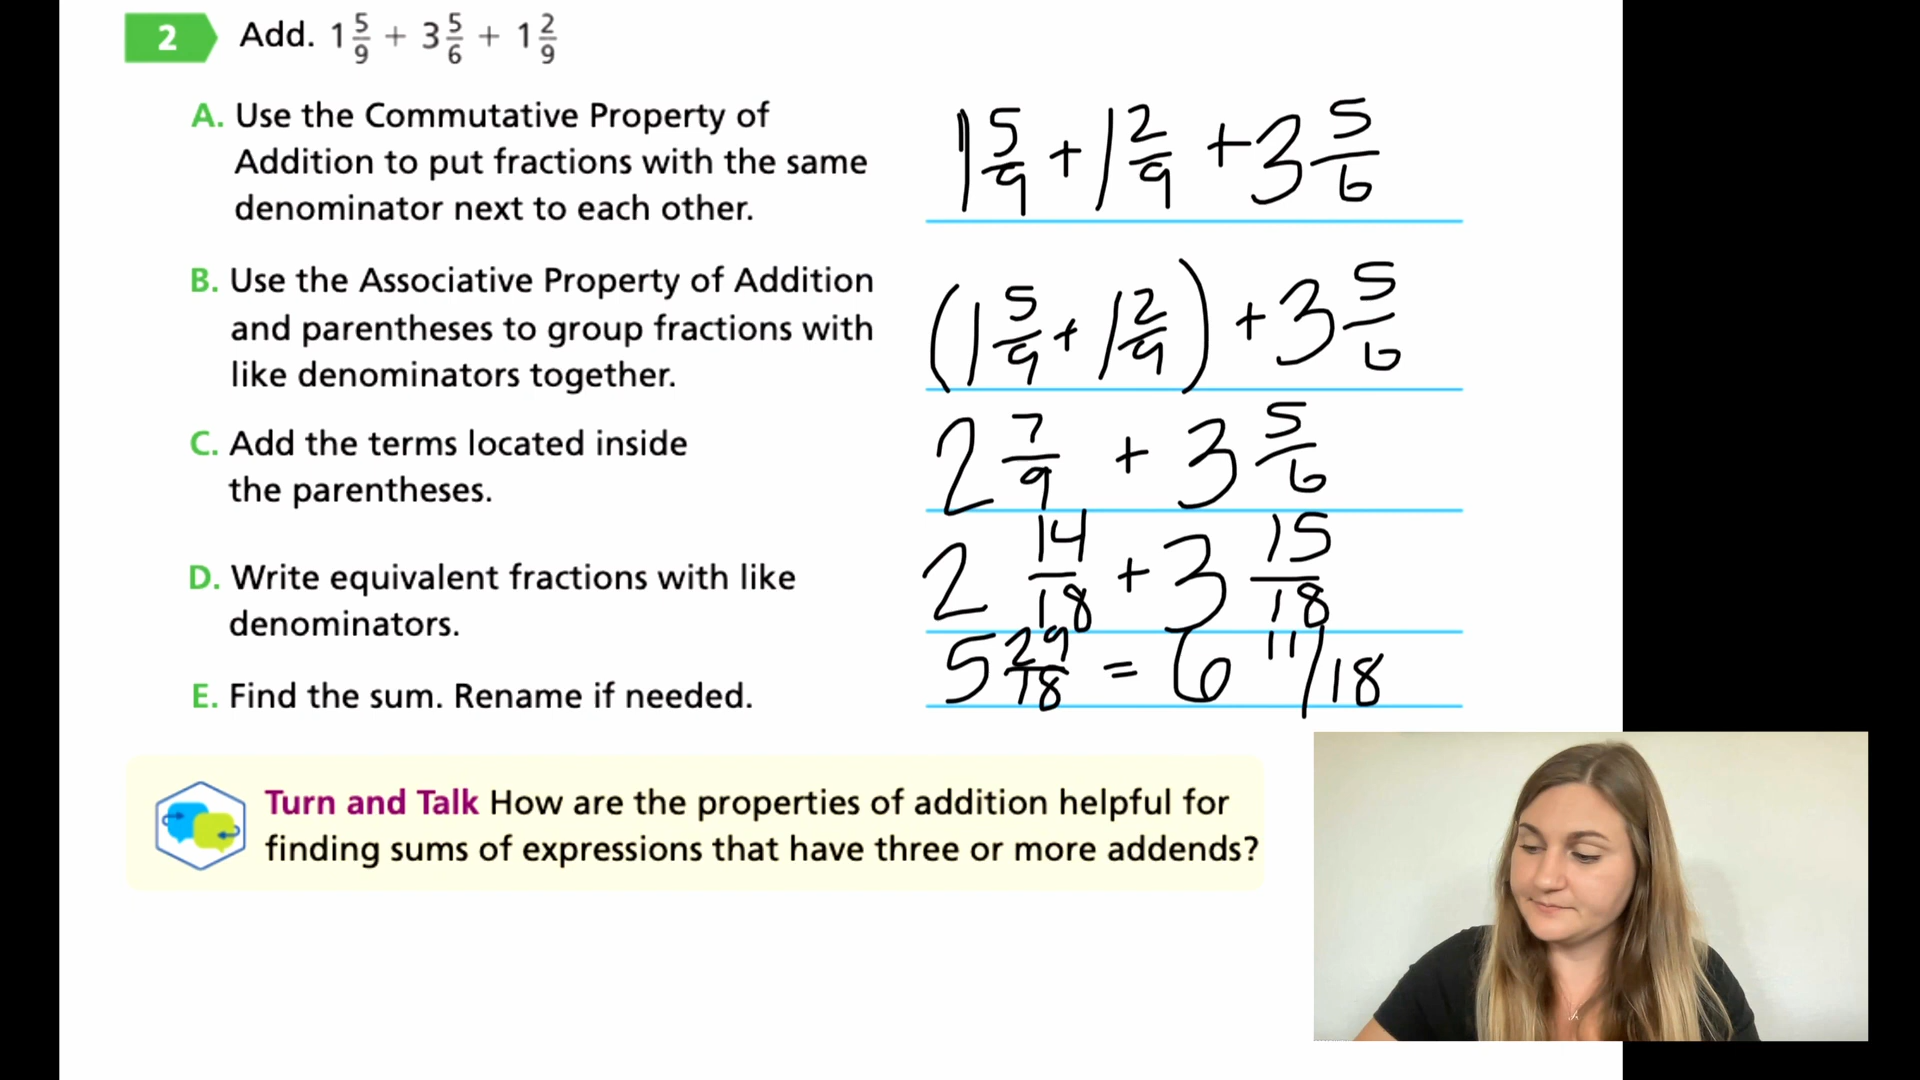 2 Add. 1 5/9 + 3 5/6 + 1 2/9
A. Use the Commutative Property of
Addition to put fractions with the same
denominator next to each other.
1 5/9 + 1 2/9 + 3 5/6
B. Use the Associative Property of Addition
and parentheses to group fractions with
like denominators together.
(1 5/9 + 1 2/9) + 3 5/6
C. Add the terms located inside
the parentheses.
2 7/9 + 3 5/6
D. Write equivalent fractions with like
denominators.
2 14/18 + 3 15/18
E. Find the sum. Rename if needed.
5 29/18 = 6 11/18
Turn and Talk How are the properties of addition helpful for
finding sums of expressions that have three or more addends?